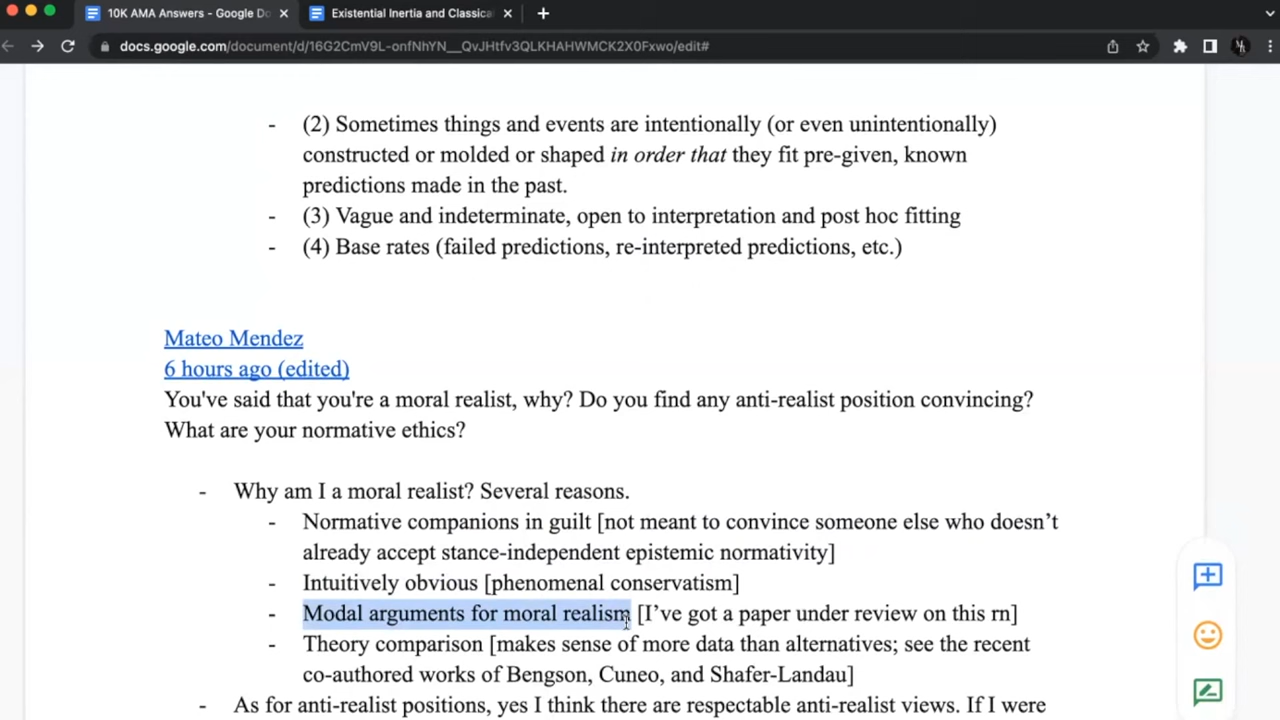 10K AMA Answers - Google Do
Existential Inertia and Classica
docs.google.com/document/d/16G2CmV9L-onfNhYN__QvJHtfv3QLKHAHWMCK2X0Fxwo/edit#
- (2) Sometimes things and events are intentionally (or even unintentionally)
constructed or molded or shaped in order that they fit pre-given, known
predictions made in the past.
- (3) Vague and indeterminate, open to interpretation and post hoc fitting
- (4) Base rates (failed predictions, re-interpreted predictions, etc.)
Mateo Mendez
6 hours ago (edited)
You've said that you're a moral realist, why? Do you find any anti-realist position convincing?
What are your normative ethics?
- Why am I a moral realist? Several reasons.
- Normative companions in guilt [not meant to convince someone else who doesn’t
already accept stance-independent epistemic normativity]
- Intuitively obvious [phenomenal conservatism]
- Modal arguments for moral realism [I’ve got a paper under review on this rn]
- Theory comparison [makes sense of more data than alternatives; see the recent
co-authored works of Bengson, Cuneo, and Shafer-Landau]
- As for anti-realist positions, yes I think there are respectable anti-realist views. If I were